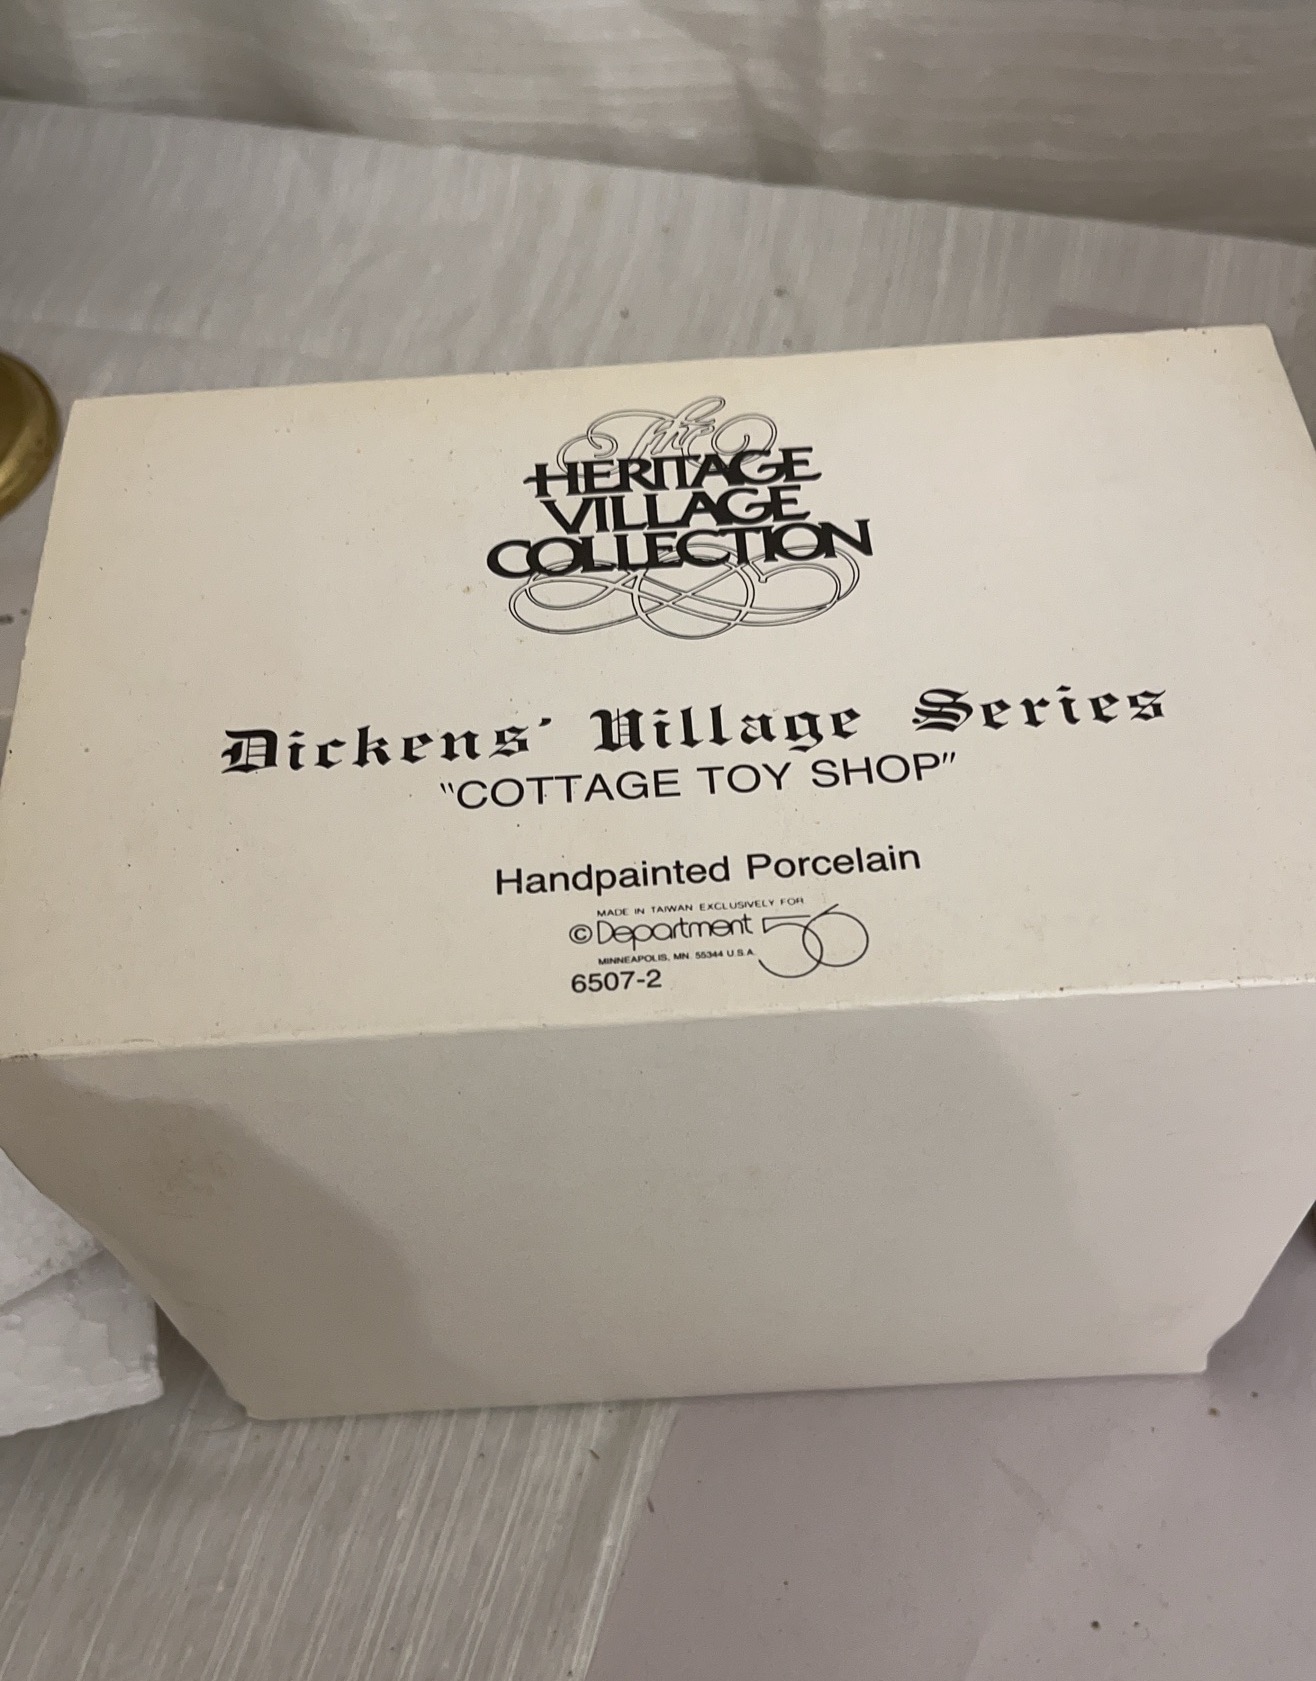 The
HERITAGE
VILLAGE
COLLECTION
Dickens' Village Series
"COTTAGE TOY SHOP"
Handpainted Porcelain
MADE IN TAIWAN EXCLUSIVELY FOR
© Department 56
MINNEAPOLIS, MN 55344 U.S.A.
6507-2